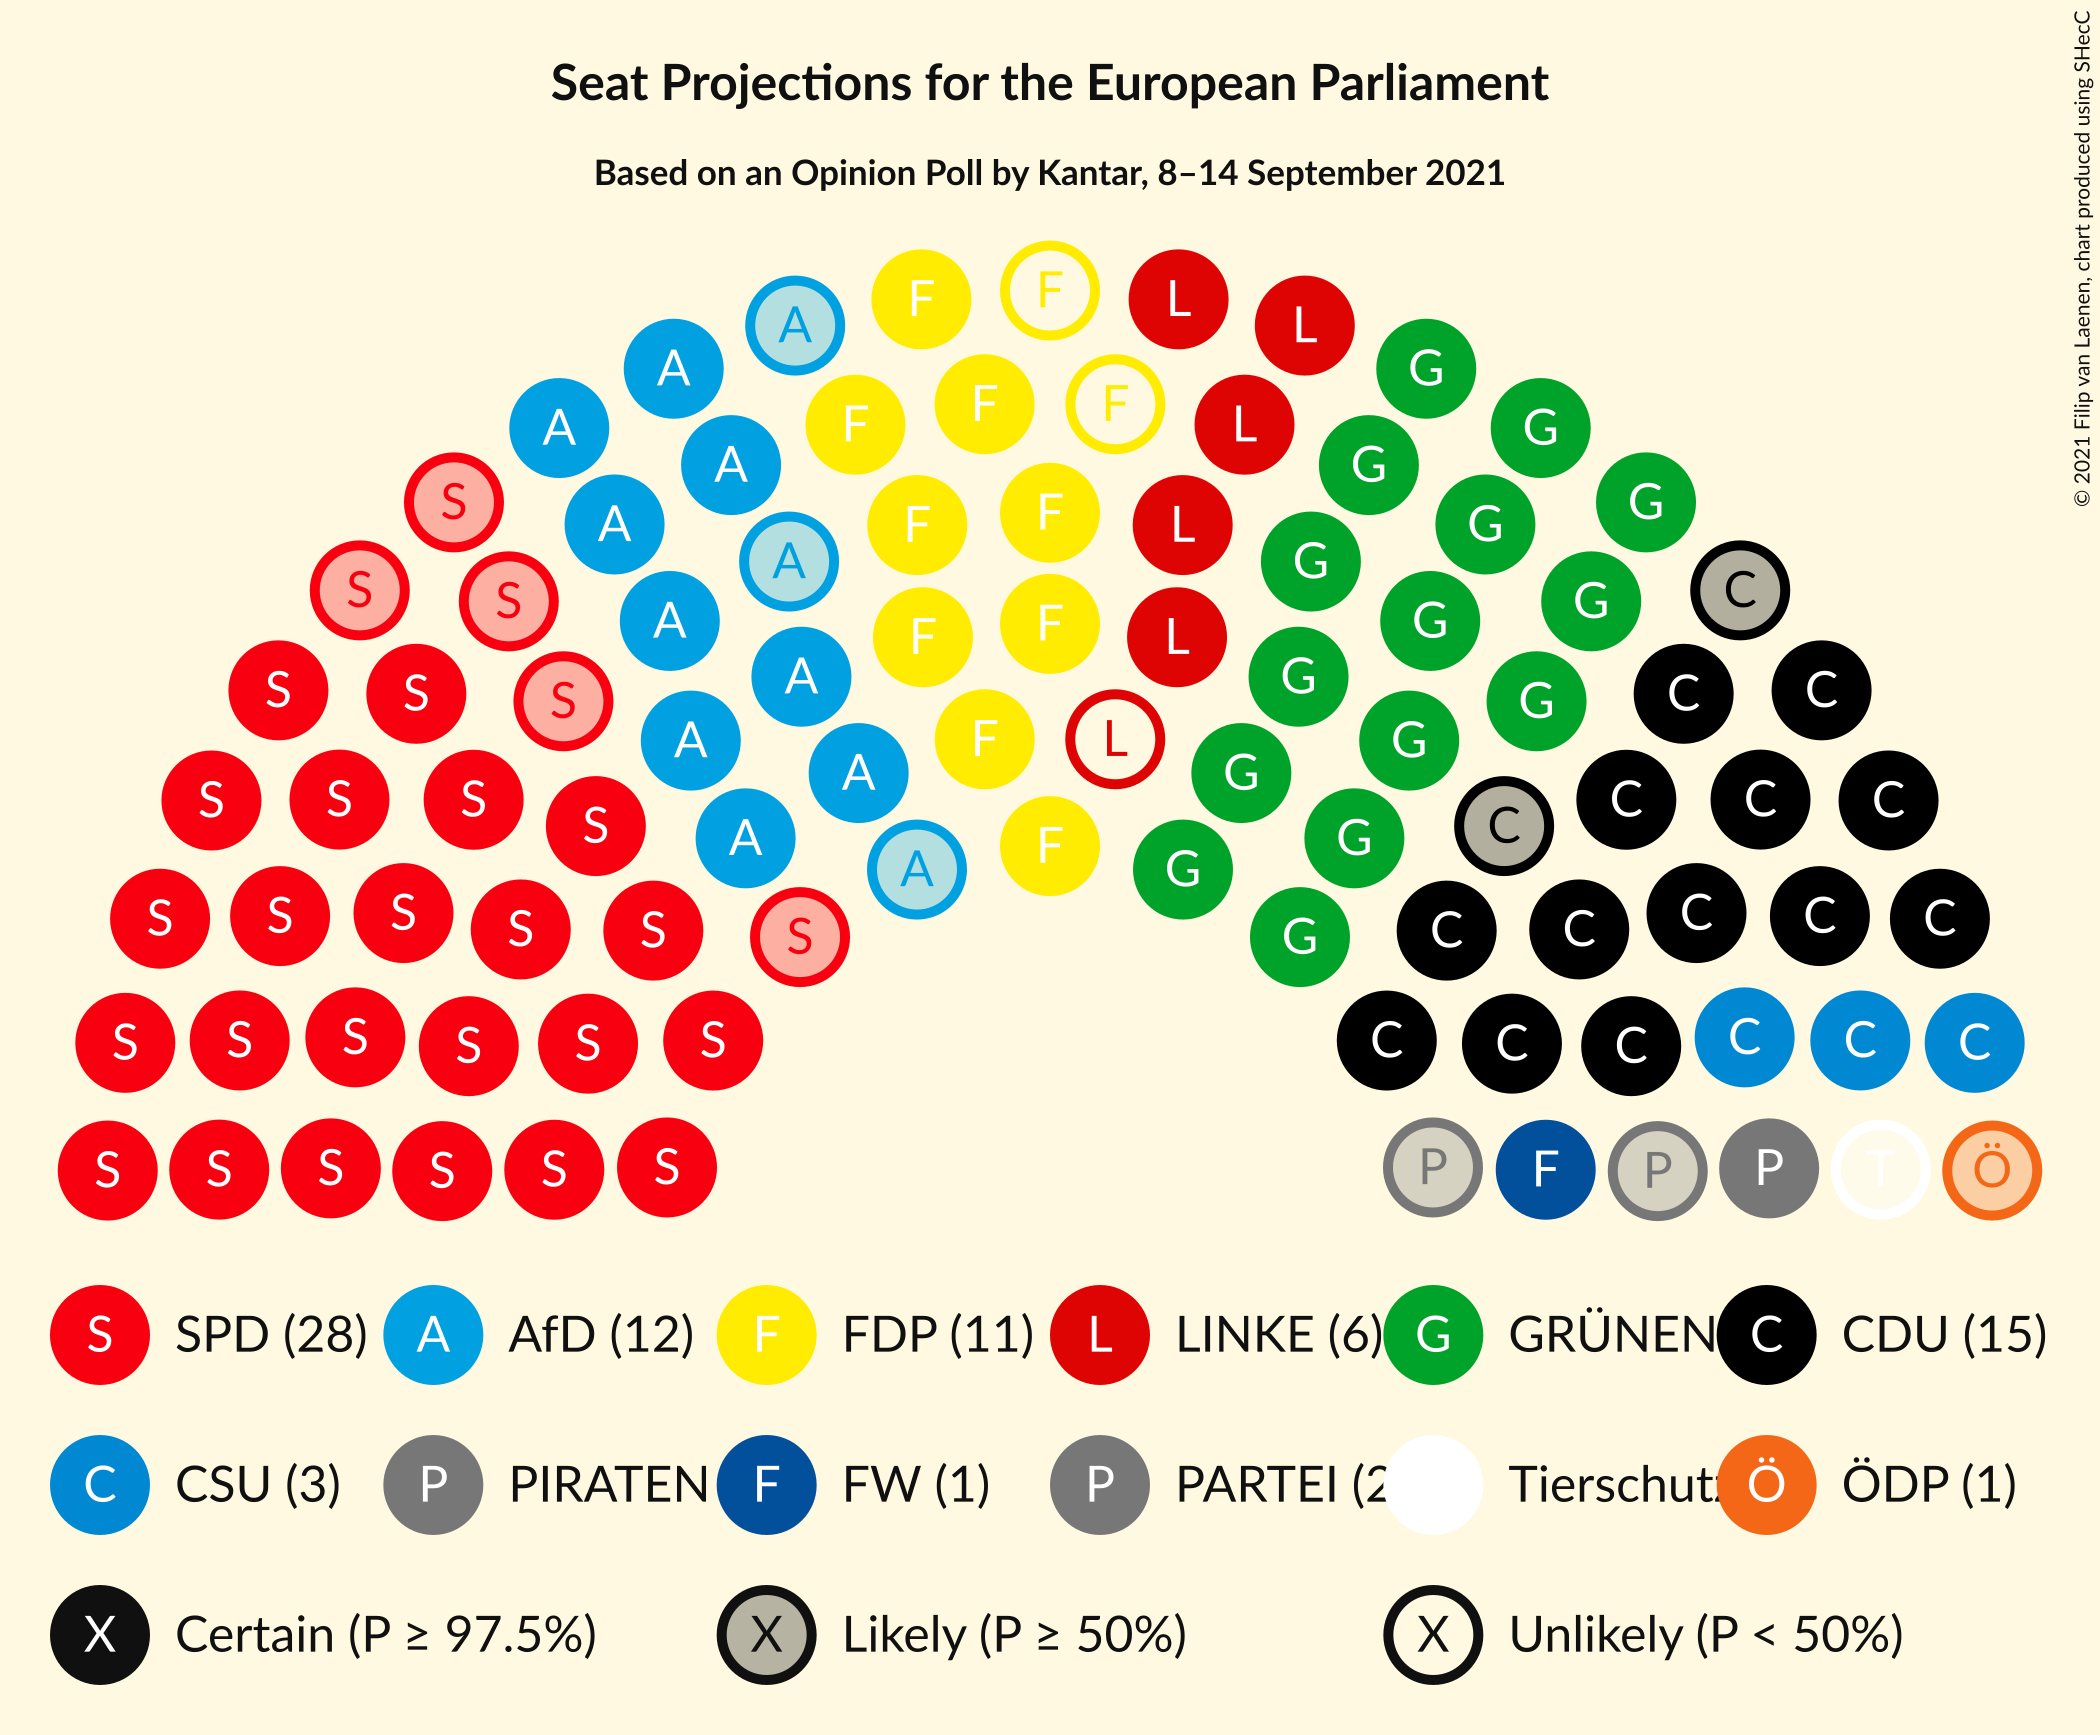 Seat Projections for the European Parliament
Based on an Opinion Poll by Kantar, 8–14 September 2021
© 2021 Filip van Laenen, chart produced using SHecC
F F F L L
A A F F F L G G
A A F F L G G G
S A A A F F L G G G C
S S S A A A F L G G G G C C
S S S S S A A F G G G C C C C
S S S S S S A G G C C C C C
S S S S S S C C C C C C
S S S S S S P F P P T Ö
S SPD (28) A AfD (12) F FDP (11) L LINKE (6) G GRÜNEN C CDU (15)
C CSU (3) P PIRATEN F FW (1) P PARTEI (2 Tierschutz Ö ÖDP (1)
X Certain (P ≥ 97.5%) X Likely (P ≥ 50%) X Unlikely (P < 50%)